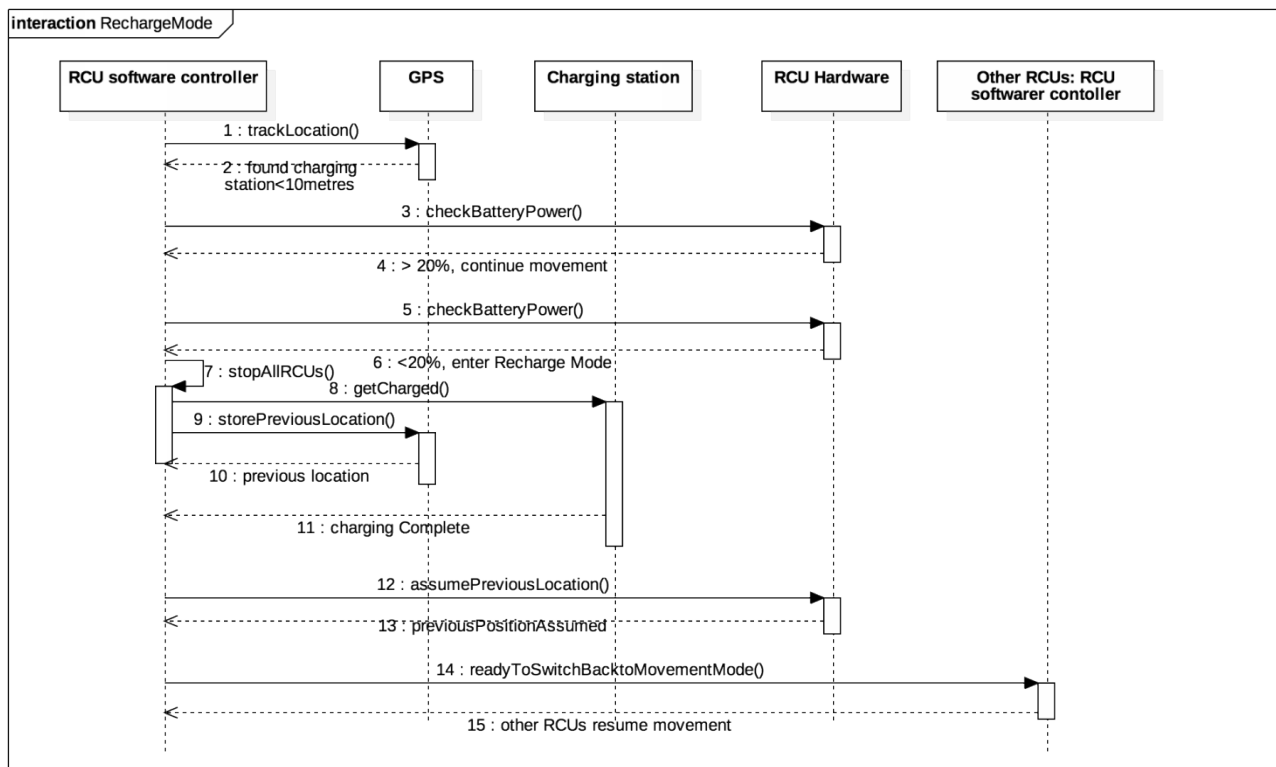 interaction RechargeMode
RCU software controller
GPS
Charging station
RCU Hardware
Other RCUs: RCU
softwarer contoller
1 : trackLocation()
2 : found charging
station<10metres
3 : checkBatteryPower()
4 : > 20%, continue movement
5 : checkBatteryPower()
6 : <20%, enter Recharge Mode
7 : stopAllRCUs()
8 : getCharged()
9 : storePreviousLocation()
10 : previous location
11 : charging Complete
12 : assumePreviousLocation()
13 : previousPositionAssumed
14 : readyToSwitchBacktoMovementMode()
15 : other RCUs resume movement